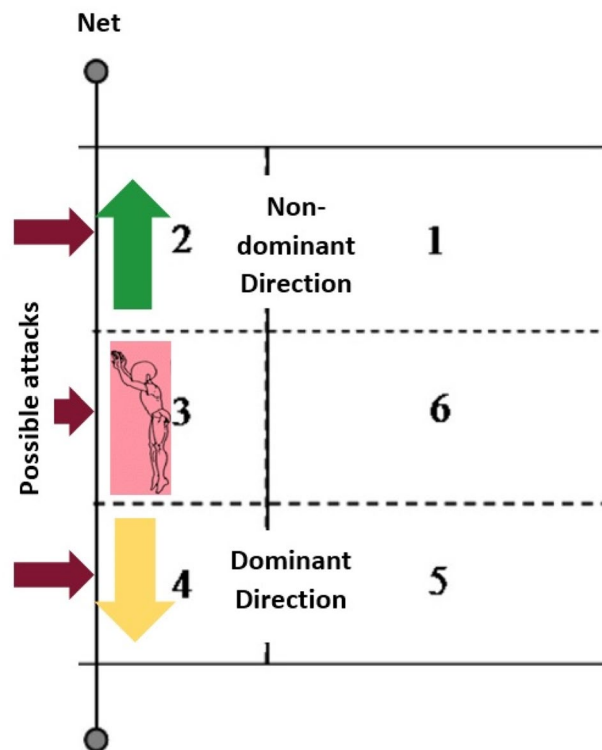 Net
Non-
dominant
Direction
2
1
Possible attacks
3
6
Dominant
Direction
4
5